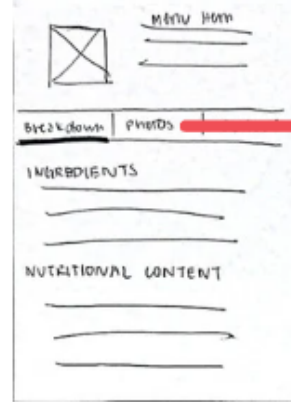 Menu Item
Breakdown | Photos |
INGREDIENTS
NUTRITIONAL CONTENT